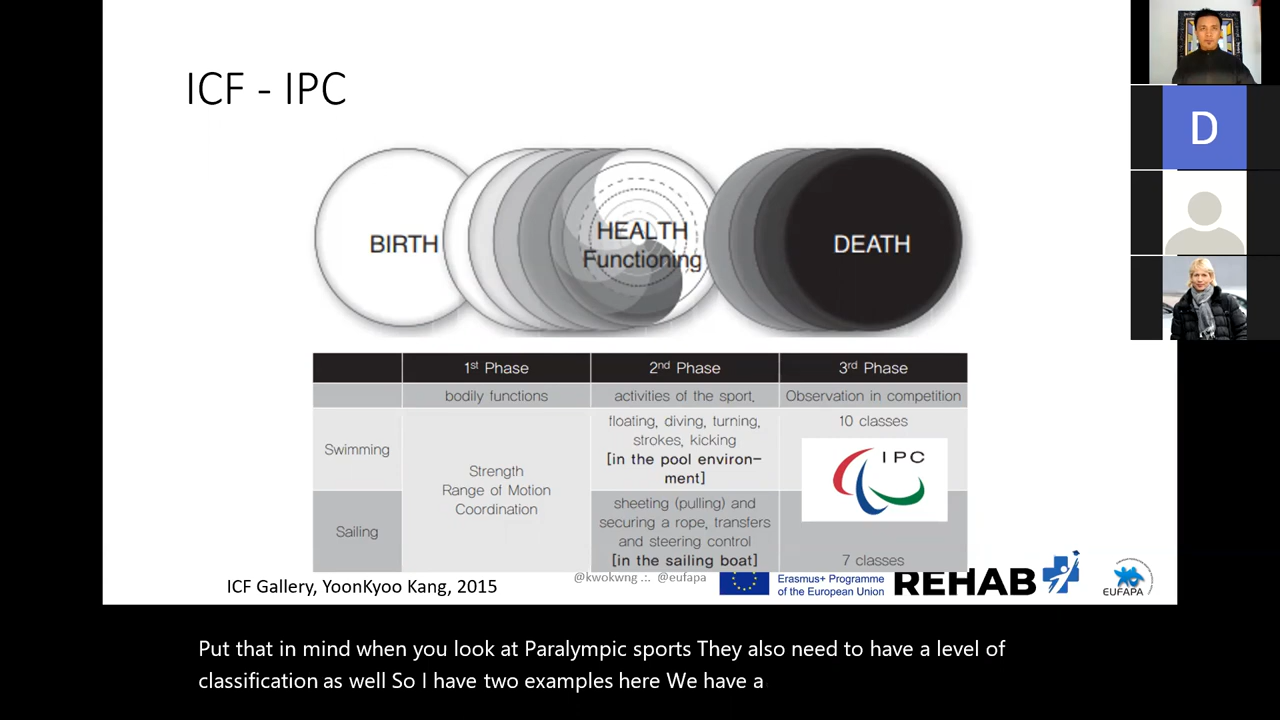 ICF - IPC
BIRTH
HEALTH
Functioning
DEATH
1st Phase
2nd Phase
3rd Phase
bodily functions
activities of the sport,
Observation in competition
Swimming
Strength
Range of Motion
Coordination
floating, diving, turning,
strokes, kicking
[in the pool environ-
ment]
10 classes
IPC
Sailing
sheeting (pulling) and
securing a rope, transfers
and steering control
[in the sailing boat]
7 classes
ICF Gallery, YoonKyoo Kang, 2015
@kwokwng .:. @eufapa
Erasmus+ Programme
of the European Union
REHAB
EUFAPA
D
Put that in mind when you look at Paralympic sports They also need to have a level of
classification as well So I have two examples here We have a